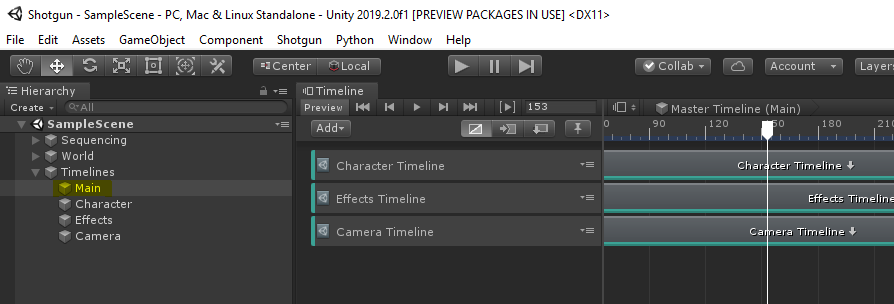 Shotgun - SampleScene - PC, Mac & Linux Standalone - Unity 2019.2.0f1 [PREVIEW PACKAGES IN USE] <DX11>
File Edit Assets GameObject Component Shotgun Python Window Help
Center Local Collab Account Layers
Hierarchy
Create All
SampleScene
Sequencing
World
Timelines
Main
Character
Effects
Camera
Timeline
Preview 153 Master Timeline (Main)
Add 0 90 120 150 180 210
Character Timeline Character Timeline
Effects Timeline Effects Timeline
Camera Timeline Camera Timeline